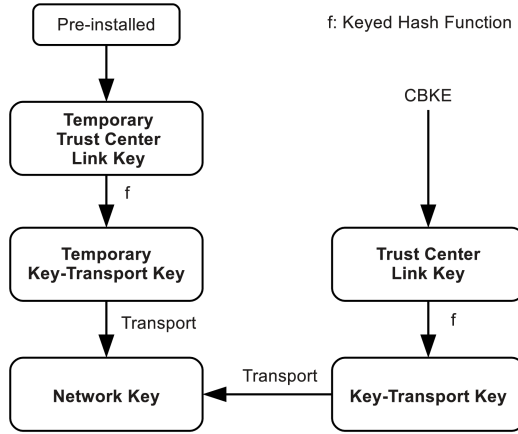 Pre-installed
f: Keyed Hash Function
CBKE
Temporary
Trust Center
Link Key
f
Temporary
Key-Transport Key
Trust Center
Link Key
Transport
f
Network Key
Transport
Key-Transport Key